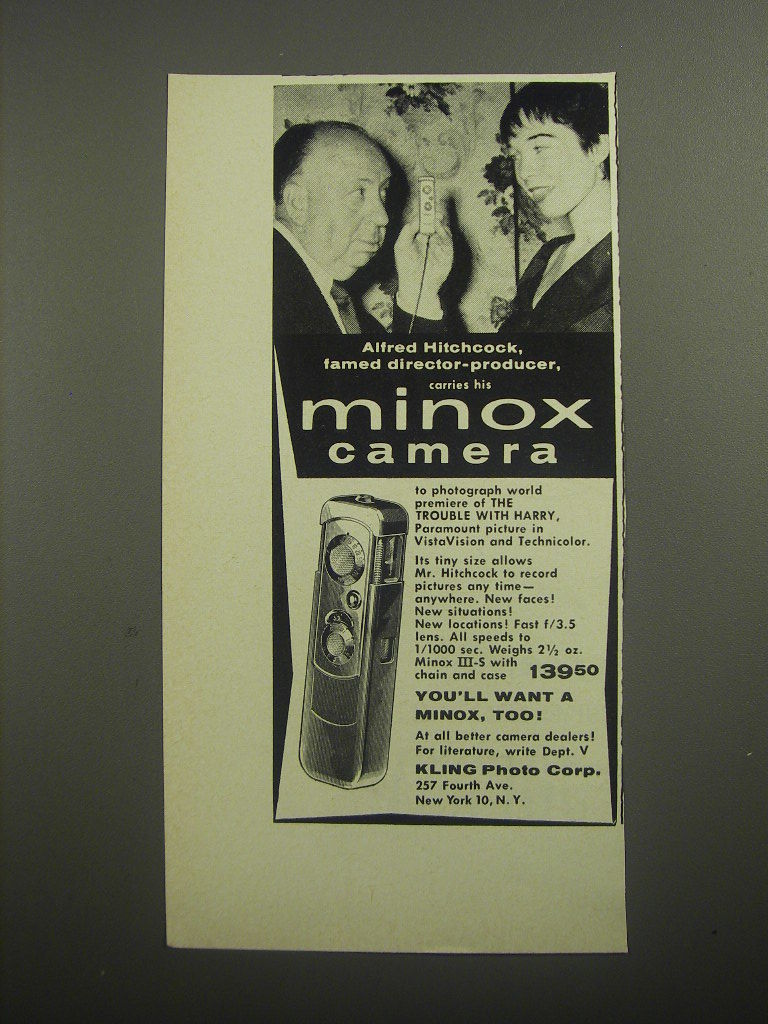 Alfred Hitchcock,
famed director-producer,
carries his
minox
camera
to photograph world
premiere of THE
TROUBLE WITH HARRY,
Paramount picture in
VistaVision and Technicolor.
Its tiny size allows
Mr. Hitchcock to record
pictures any time—
anywhere. New faces!
New situations!
New locations! Fast f/3.5
lens. All speeds to
1/1000 sec. Weighs 2½ oz.
Minox III-S with
chain and case 139⁵⁰
YOU'LL WANT A
MINOX, TOO!
At all better camera dealers!
For literature, write Dept. V
KLING Photo Corp.
257 Fourth Ave.
New York 10, N. Y.